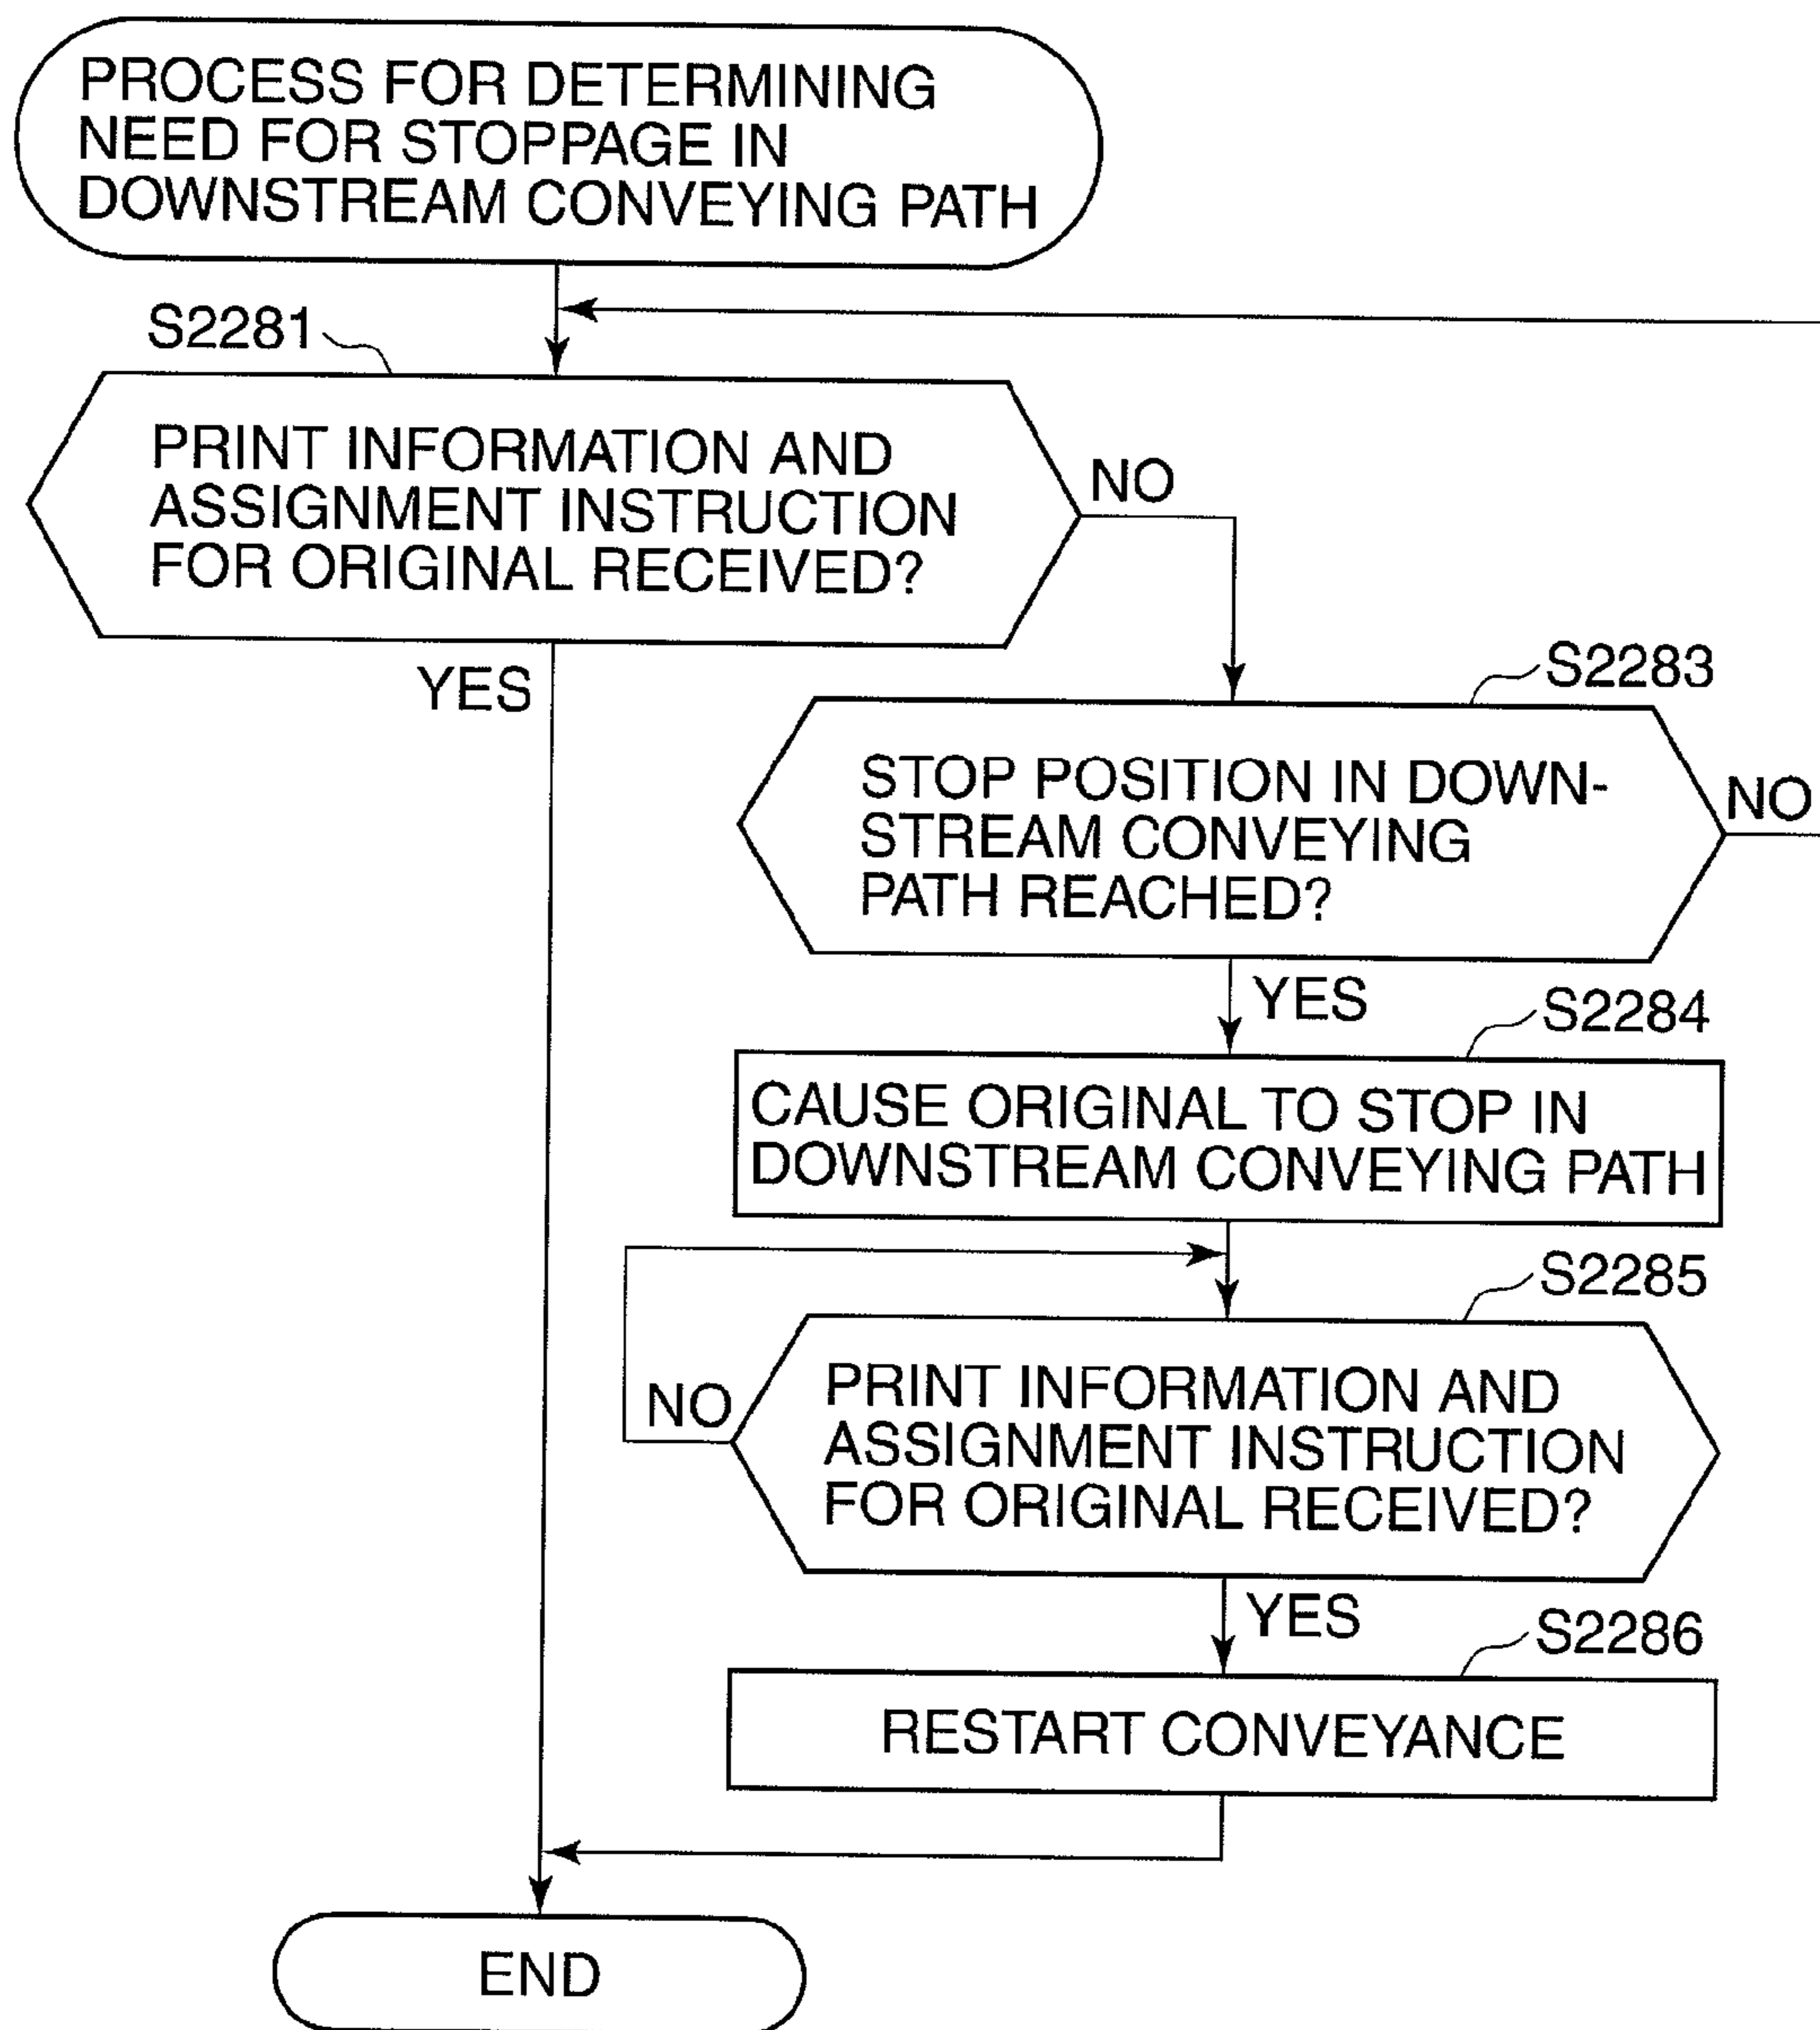 PROCESS FOR DETERMINING
NEED FOR STOPPAGE IN
DOWNSTREAM CONVEYING PATH
S2281
PRINT INFORMATION AND
ASSIGNMENT INSTRUCTION
FOR ORIGINAL RECEIVED?
NO
YES
S2283
STOP POSITION IN DOWN-
STREAM CONVEYING
PATH REACHED?
NO
YES
S2284
CAUSE ORIGINAL TO STOP IN
DOWNSTREAM CONVEYING PATH
S2285
PRINT INFORMATION AND
ASSIGNMENT INSTRUCTION
FOR ORIGINAL RECEIVED?
NO
YES
S2286
RESTART CONVEYANCE
END